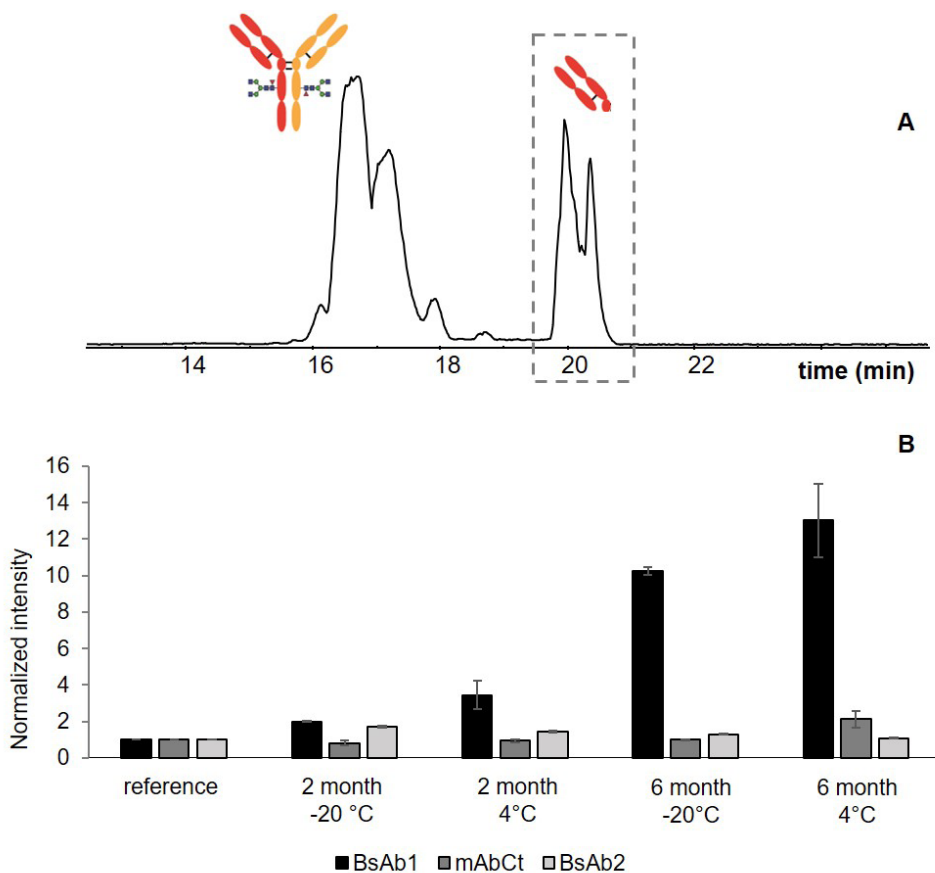 A
14 16 18 20 22 time (min)
B
Normalized intensity
16
14
12
10
8
6
4
2
0
reference 2 month 2 month 6 month 6 month
-20 °C 4°C -20°C 4°C
BsAb1 mAbCt BsAb2